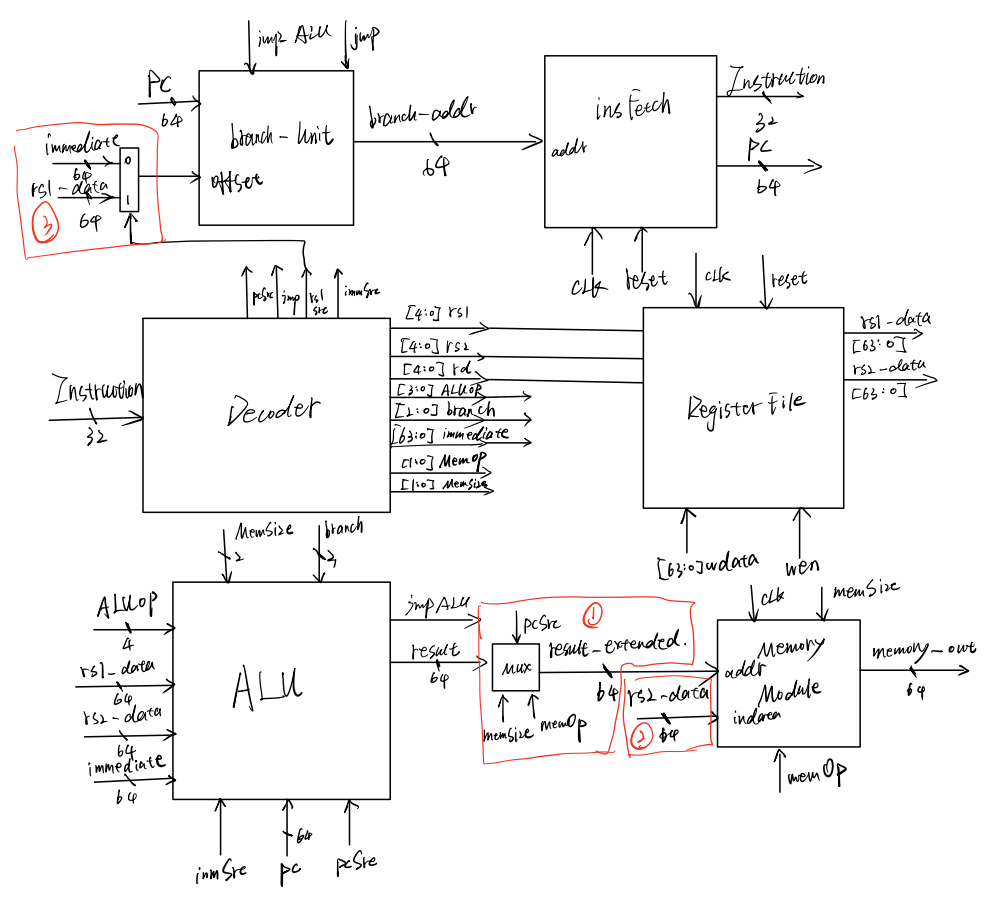 jmp ALU
jmp
PC
64
branch-Unit
offset
immediate
64
rs1-data
64
0
1
③
branch-addr
64
insFetch
addr
Instruction
32
PC
64
CLK
reset
pcSrc
jmp
rs1
src
immSrc
Instruction
32
Decoder
[4:0] rs1
[4:0] rs2
[4:0] rd
[3:0] ALUOP
[2:0] branch
[63:0] immediate
[1:0] MemOp
[1:0] MemSize
CLK
reset
Register File
rs1-data
[63:0]
rs2-data
[63:0]
[63:0] wdata
wen
MemSize
2
branch
2
ALUOP
4
rs1_data
64
rs2-data
64
immediate
64
ALU
jmpALU
result
64
immSrc
pc
64
pcSrc
①
pcSrc
MUX
memSize
memOp
result-extended.
64
rs2-data
② 64
CLK
memSize
Memory
Module
addr
indata
memory-out
64
memOp